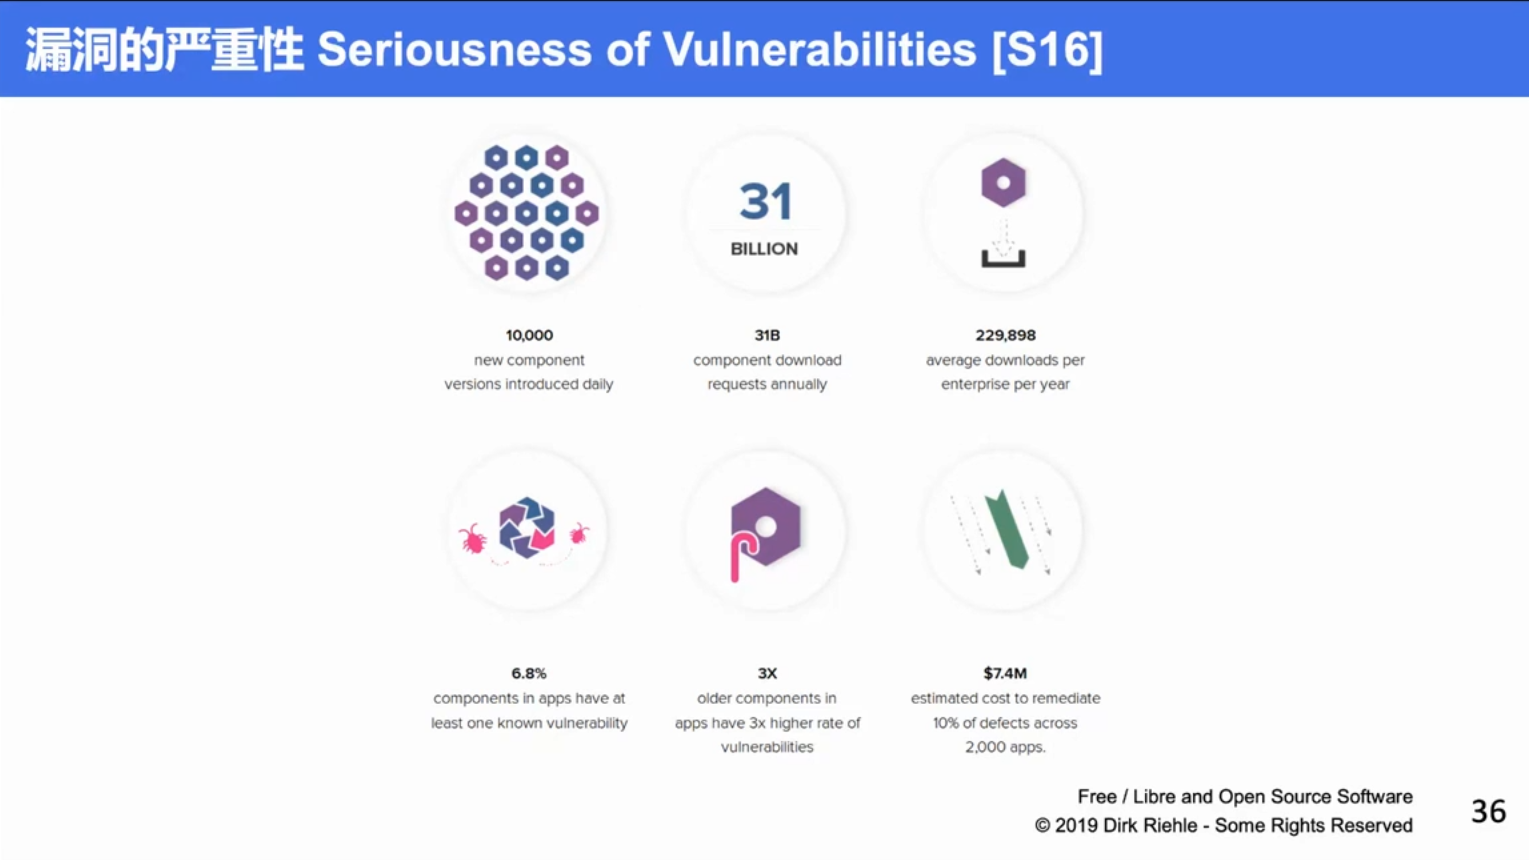 漏洞的严重性 Seriousness of Vulnerabilities [S16]
31
BILLION
10,000
new component
versions introduced daily
31B
component download
requests annually
229,898
average downloads per
enterprise per year
6.8%
components in apps have at
least one known vulnerability
3X
older components in
apps have 3x higher rate of
vulnerabilities
$7.4M
estimated cost to remediate
10% of defects across
2,000 apps.
Free / Libre and Open Source Software
© 2019 Dirk Riehle - Some Rights Reserved
36